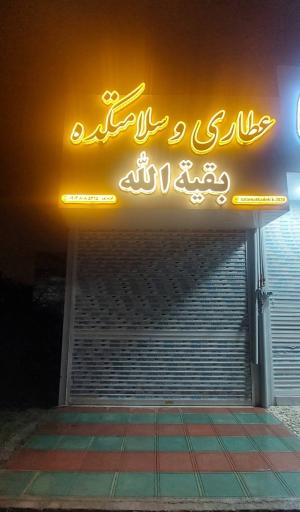 عطاری و سلامتکده
بقیة الله